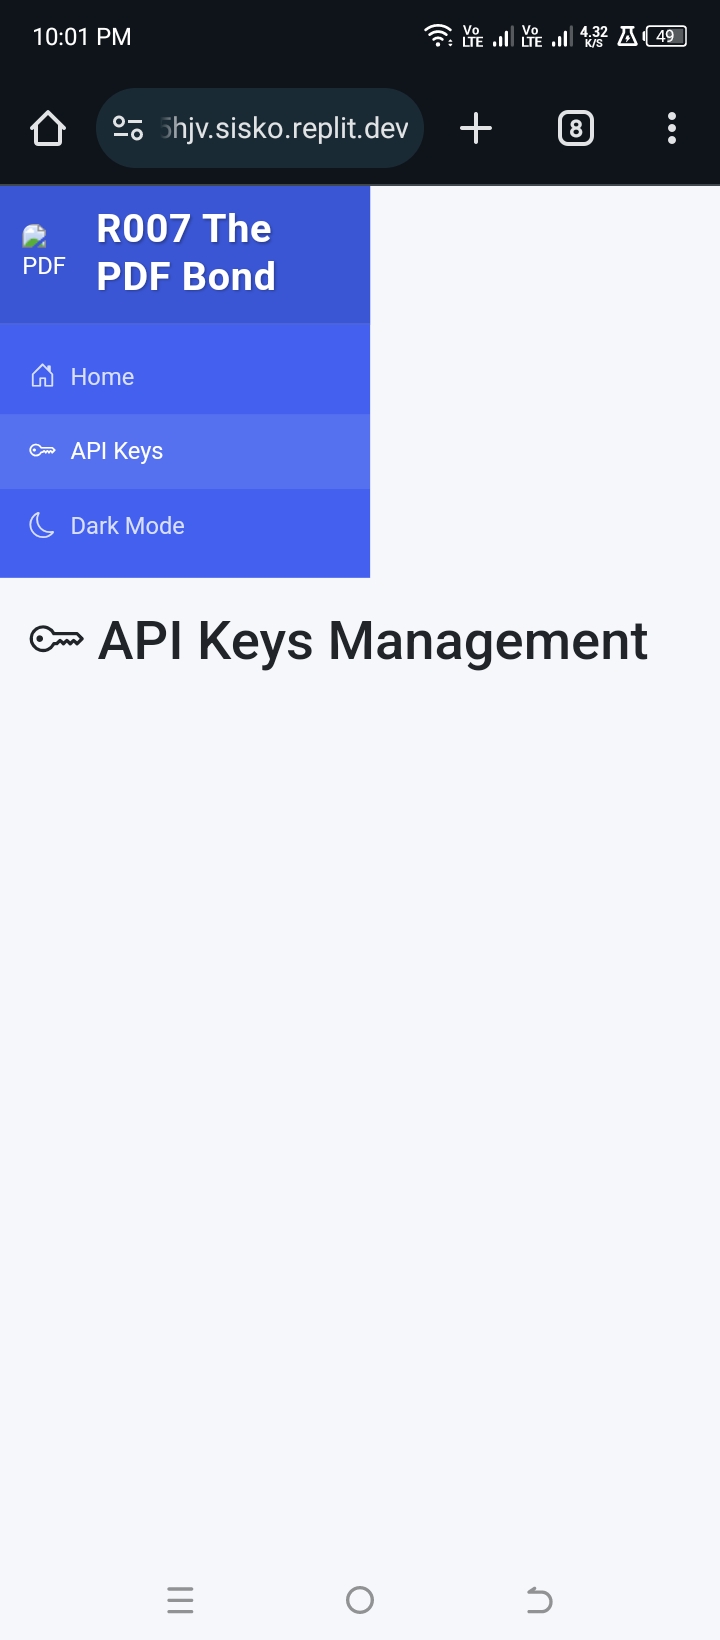 10:01 PM
Vo LTE Vo LTE 4.32 K/S 49
5hjv.sisko.replit.dev
8
PDF
R007 The
PDF Bond
Home
API Keys
Dark Mode
API Keys Management